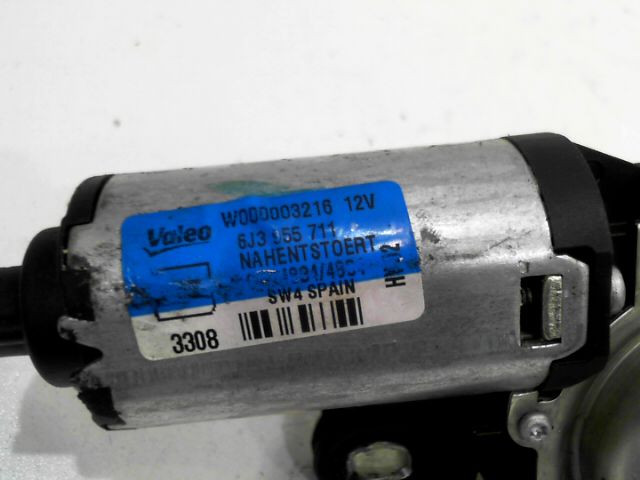 Valeo
W000003216 12V
6J3 955 711
NAHENTSTOERT
SW4 SPAIN
3308